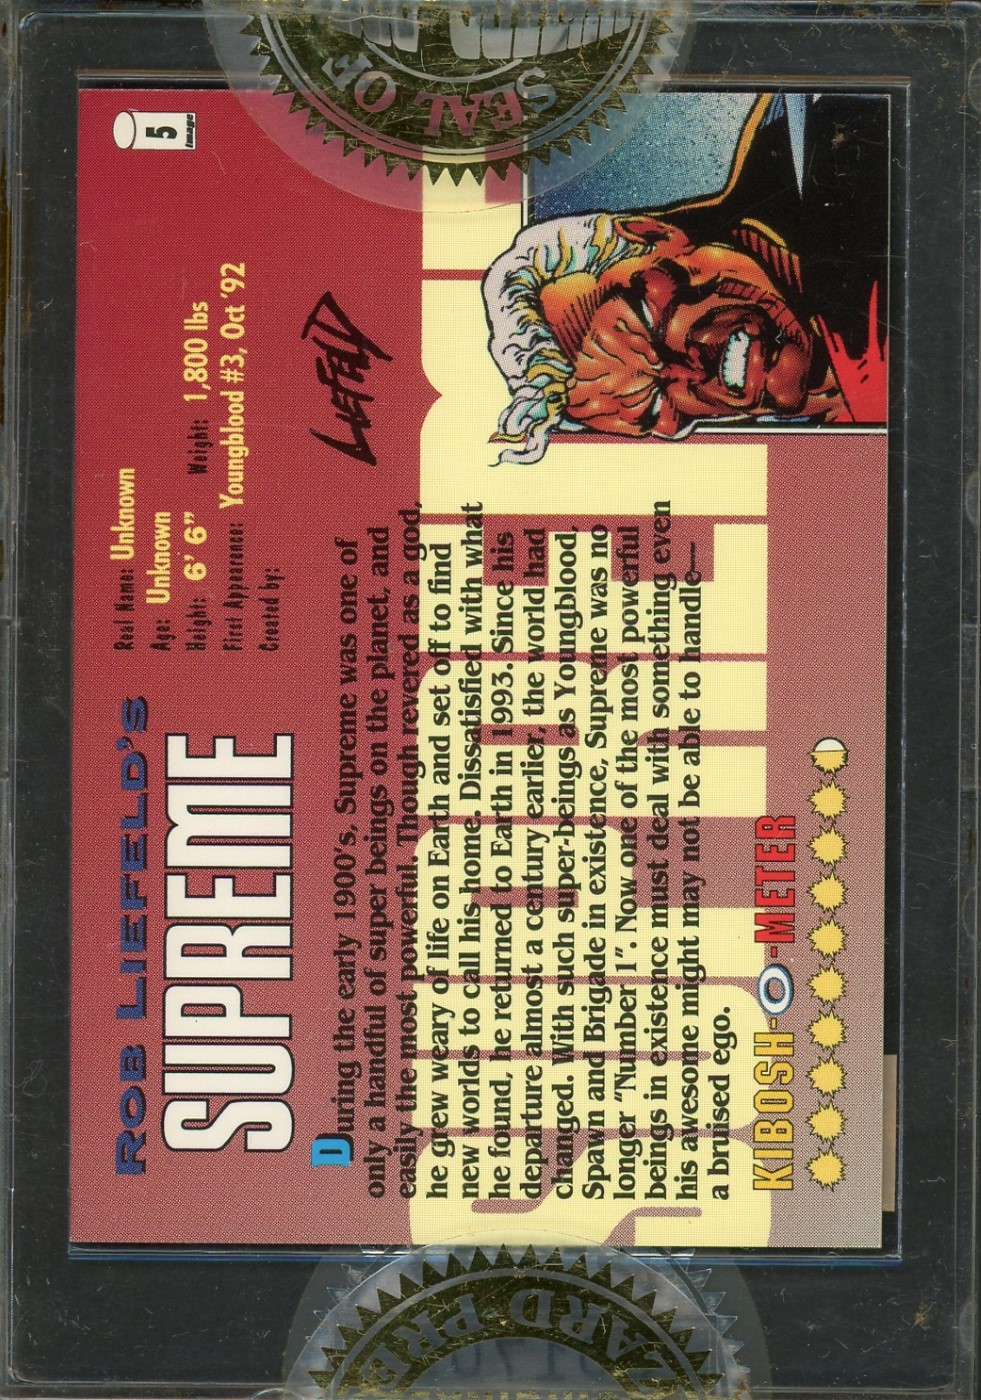 ROB LIEFELD'S
SUPREME
Real Name: Unknown
Age: Unknown
Height: 6' 6" Weight: 1,800 lbs
First Appearence: Youngblood #3, Oct '92
Created by:
LIEFELD
5
image
During the early 1900's, Supreme was one of
only a handful of super beings on the planet, and
easily the most powerful. Though revered as a god,
he grew weary of life on Earth and set off to find
new worlds to call his home. Dissatisfied with what
he found, he returned to Earth in 1993. Since his
departure almost a century earlier, the world had
changed. With such super-beings as Youngblood,
Spawn and Brigade in existence, Supreme was no
longer "Number 1". Now one of the most powerful
beings in existence must deal with something even
his awesome might may not be able to handle—
a bruised ego.
KIBOSH-O-METER
SEAL OF
ZARD PRE